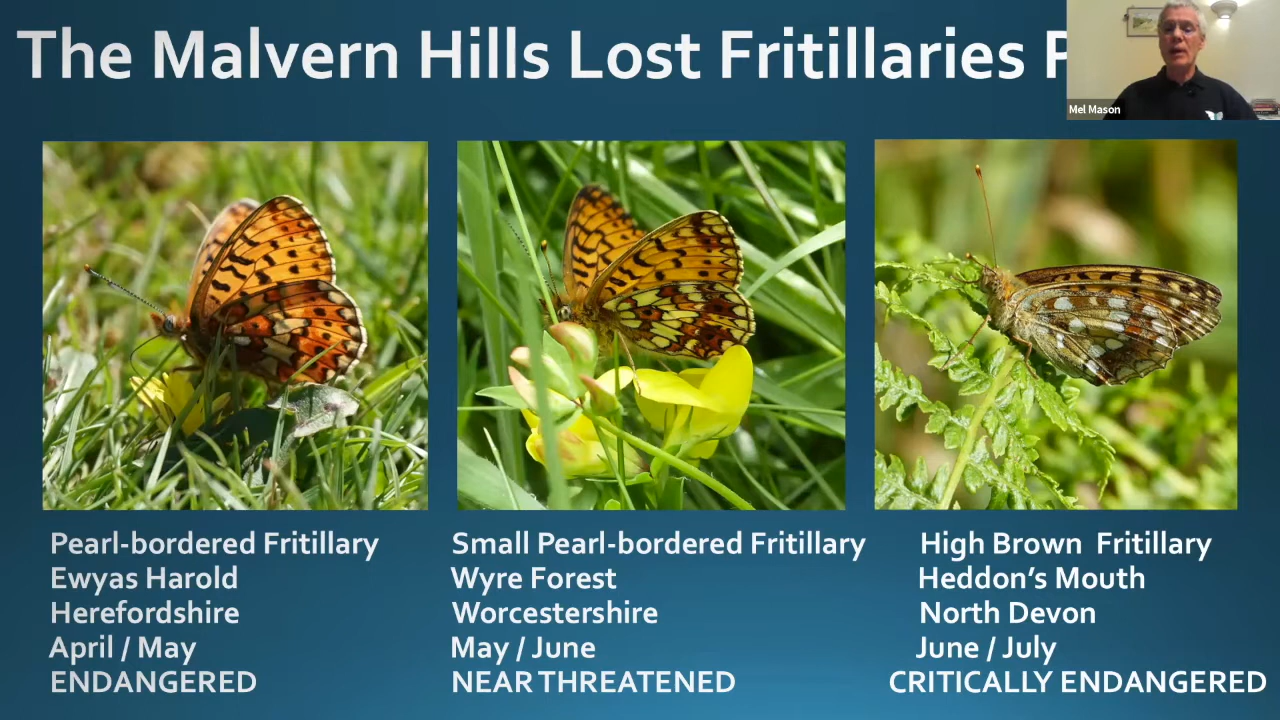 The Malvern Hills Lost Fritillaries
Mel Mason
Pearl-bordered Fritillary
Ewyas Harold
Herefordshire
April / May
ENDANGERED
Small Pearl-bordered Fritillary
Wyre Forest
Worcestershire
May / June
NEAR THREATENED
High Brown Fritillary
Heddon's Mouth
North Devon
June / July
CRITICALLY ENDANGERED